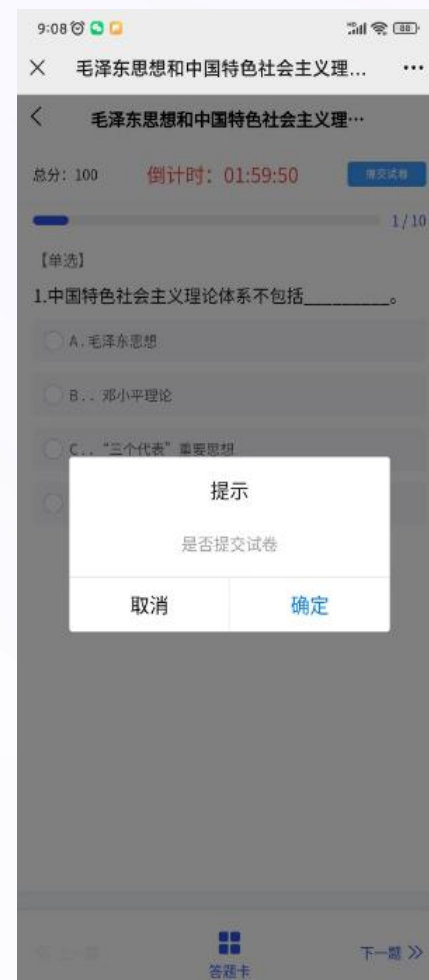 9:08
毛泽东思想和中国特色社会主义理...
毛泽东思想和中国特色社会主义理...
总分：100 倒计时：01:59:50 提交试卷
1/10
【单选】
1.中国特色社会主义理论体系不包括_________。
A.毛泽东思想
B..邓小平理论
C..“三个代表”重要思想
提示
是否提交试卷
取消 确定
答题卡 下一题